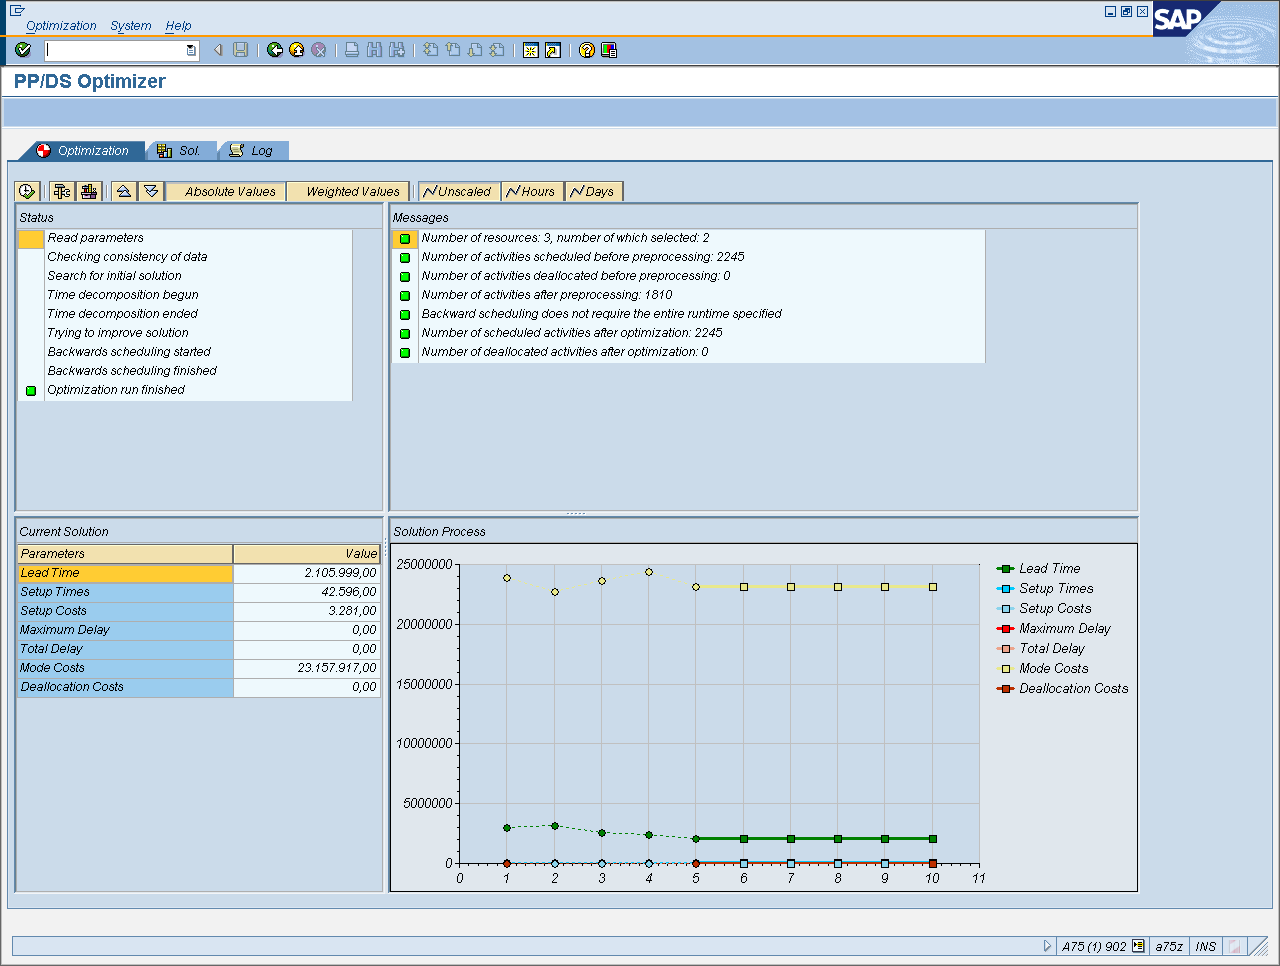 Optimization System Help
SAP
PP/DS Optimizer
Optimization Sol. Log
Absolute Values Weighted Values Unscaled Hours Days
Status
Read parameters
Checking consistency of data
Search for initial solution
Time decomposition begun
Time decomposition ended
Trying to improve solution
Backwards scheduling started
Backwards scheduling finished
Optimization run finished
Messages
Number of resources: 3, number of which selected: 2
Number of activities scheduled before preprocessing: 2245
Number of activities deallocated before preprocessing: 0
Number of activities after preprocessing: 1810
Backward scheduling does not require the entire runtime specified
Number of scheduled activities after optimization: 2245
Number of deallocated activities after optimization: 0
Current Solution
Parameters Value
Lead Time 2.105.999,00
Setup Times 42.596,00
Setup Costs 3.281,00
Maximum Delay 0,00
Total Delay 0,00
Mode Costs 23.157.917,00
Deallocation Costs 0,00
Solution Process
25000000
20000000
15000000
10000000
5000000
0
0 1 2 3 4 5 6 7 8 9 10 11
Lead Time
Setup Times
Setup Costs
Maximum Delay
Total Delay
Mode Costs
Deallocation Costs
A75 (1) 902 a75z INS